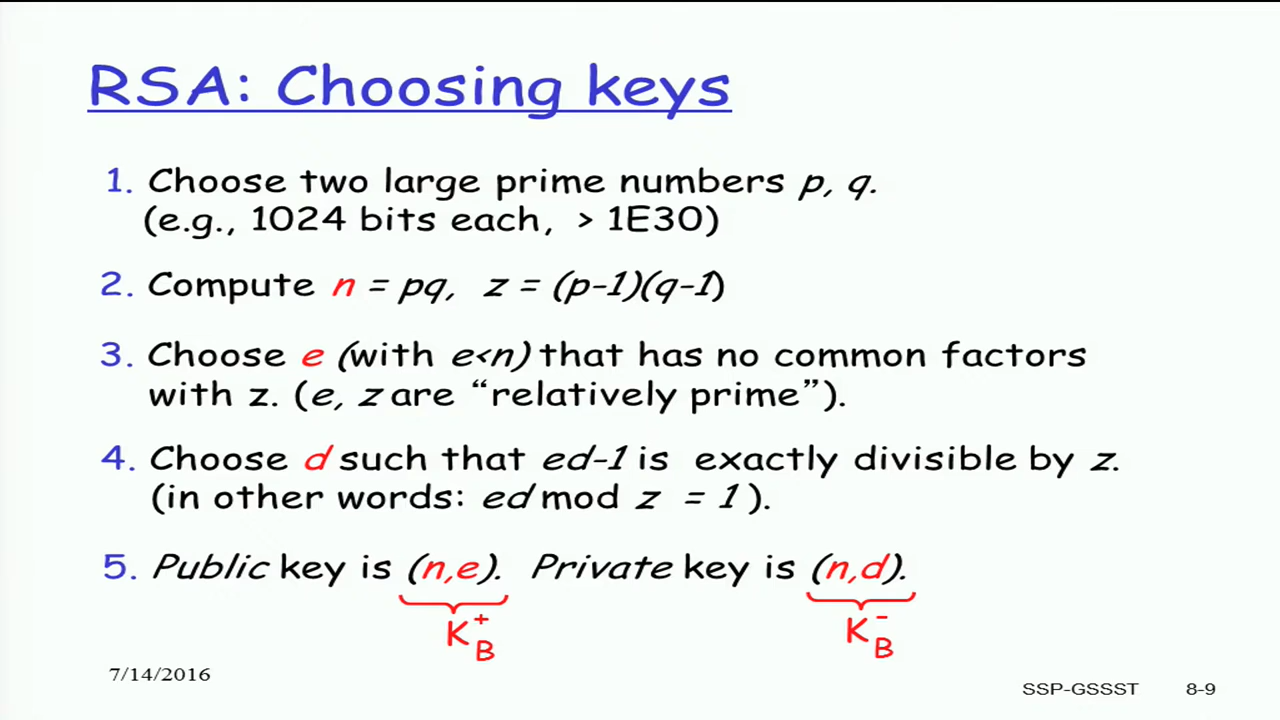 RSA: Choosing keys
1. Choose two large prime numbers p, q.
(e.g., 1024 bits each, > 1E30)
2. Compute n = pq, z = (p-1)(q-1)
3. Choose e (with e<n) that has no common factors
with z. (e, z are “relatively prime”).
4. Choose d such that ed-1 is exactly divisible by z.
(in other words: ed mod z = 1 ).
5. Public key is (n,e). Private key is (n,d).
K_B^+ K_B^-
7/14/2016
SSP-GSSST 8-9